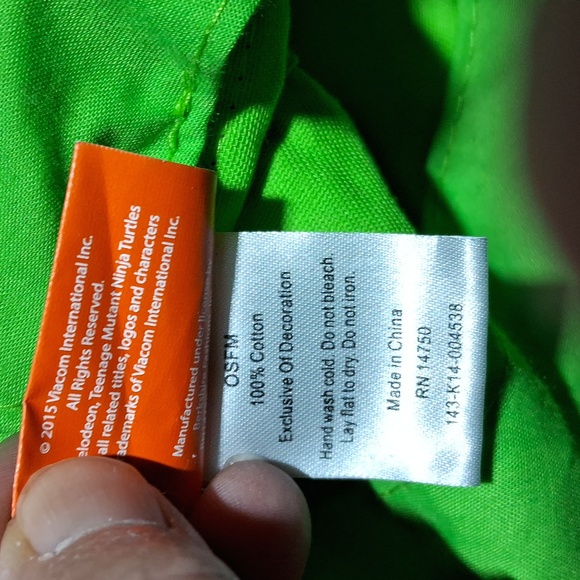 © 2015 Viacom International Inc.
All Rights Reserved.
elodeon, Teenage Mutant Ninja Turtles
all related titles, logos and characters
ademarks of Viacom International Inc.
Manufactured under
OSFM
100% Cotton
Exclusive Of Decoration
Hand wash cold. Do not bleach.
Lay flat to dry. Do not iron.
Made in China
RN 14750
143-K14-004538